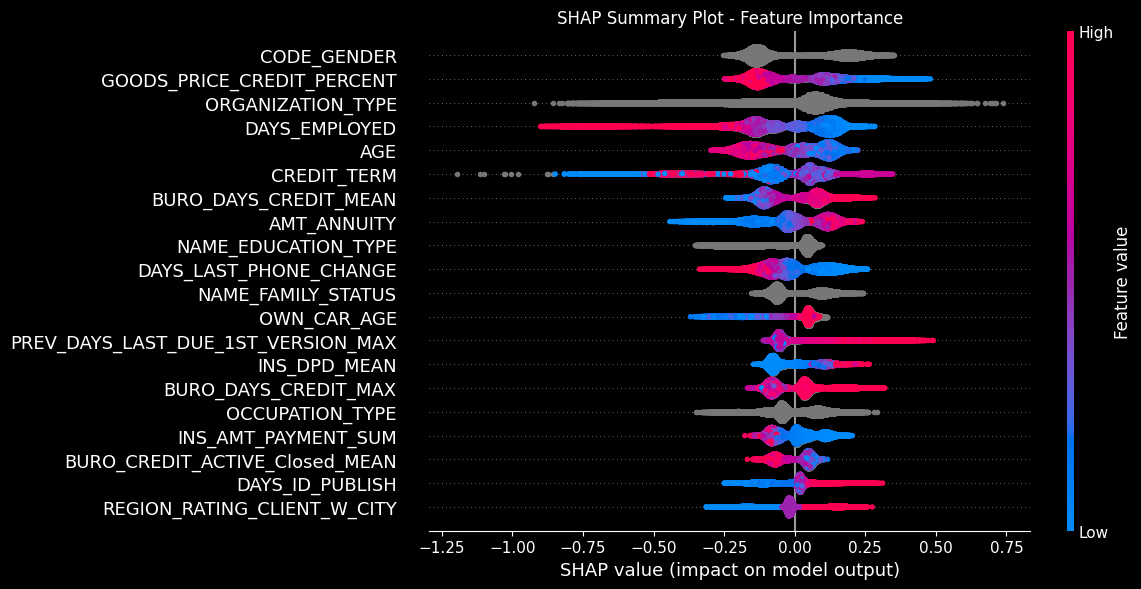 SHAP Summary Plot - Feature Importance
High
CODE_GENDER
GOODS_PRICE_CREDIT_PERCENT
ORGANIZATION_TYPE
DAYS_EMPLOYED
AGE
CREDIT_TERM
BURO_DAYS_CREDIT_MEAN
AMT_ANNUITY
NAME_EDUCATION_TYPE
DAYS_LAST_PHONE_CHANGE
NAME_FAMILY_STATUS
OWN_CAR_AGE
PREV_DAYS_LAST_DUE_1ST_VERSION_MAX
INS_DPD_MEAN
BURO_DAYS_CREDIT_MAX
OCCUPATION_TYPE
INS_AMT_PAYMENT_SUM
BURO_CREDIT_ACTIVE_Closed_MEAN
DAYS_ID_PUBLISH
REGION_RATING_CLIENT_W_CITY
Feature value
Low
−1.25 −1.00 −0.75 −0.50 −0.25 0.00 0.25 0.50 0.75
SHAP value (impact on model output)